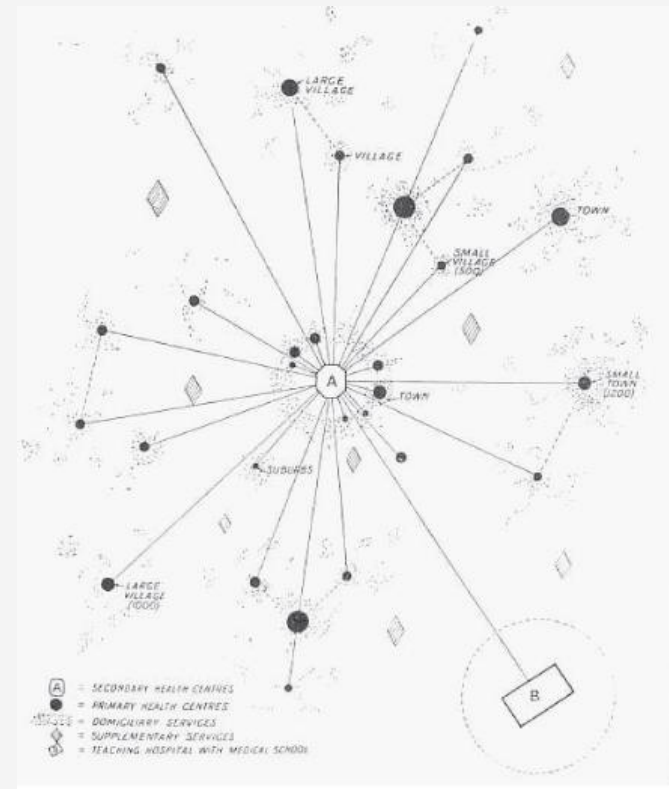 LARGE
VILLAGE
VILLAGE
TOWN
SMALL
VILLAGE
(500)
A
SMALL
TOWN
(1200)
TOWN
SUBURBS
LARGE
VILLAGE
(1000)
B
A = SECONDARY HEALTH CENTRES
= PRIMARY HEALTH CENTRES
= DOMICILIARY SERVICES
= SUPPLEMENTARY SERVICES
= TEACHING HOSPITAL WITH MEDICAL SCHOOL